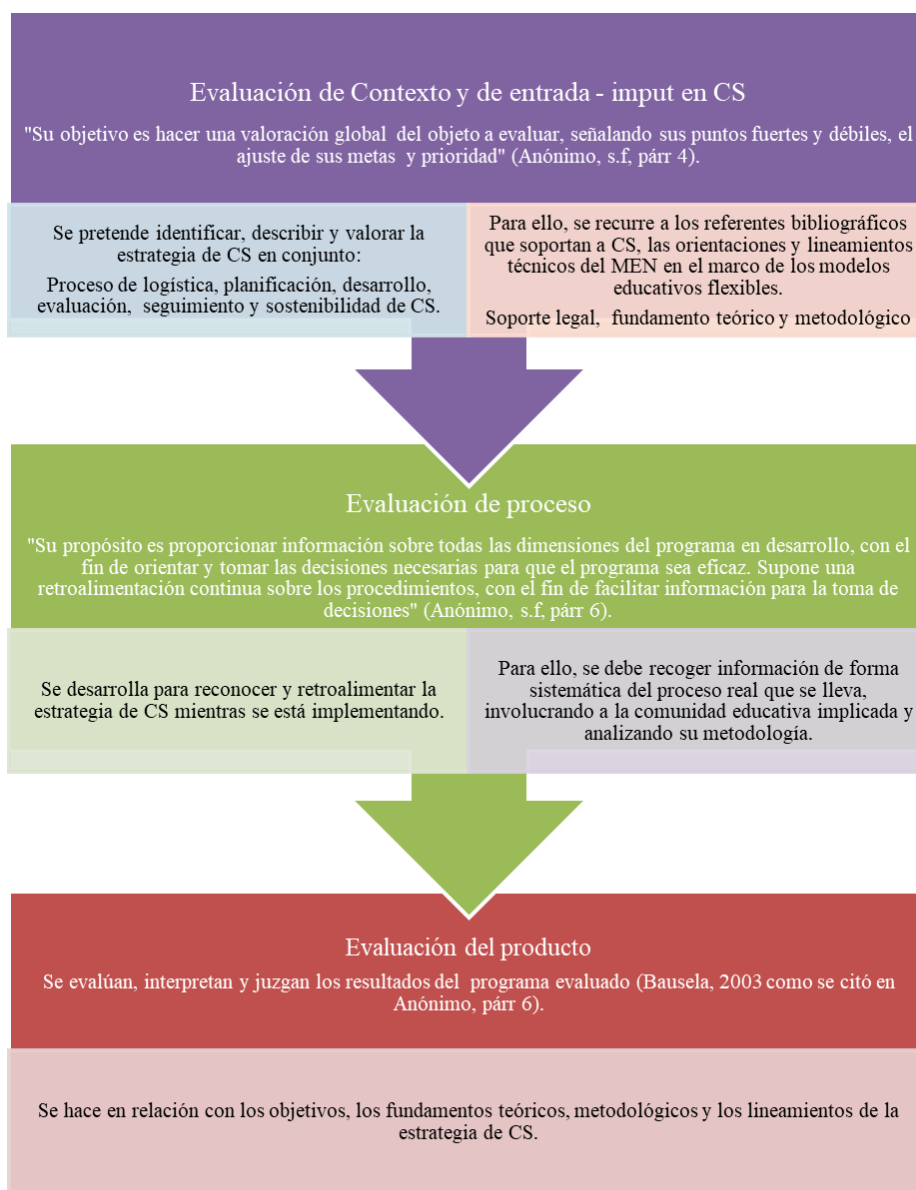 Evaluación de Contexto y de entrada - imput en CS
"Su objetivo es hacer una valoración global del objeto a evaluar, señalando sus puntos fuertes y débiles, el
ajuste de sus metas y prioridad" (Anónimo, s.f, párr 4).
Se pretende identificar, describir y valorar la
estrategia de CS en conjunto:
Proceso de logística, planificación, desarrollo,
evaluación, seguimiento y sostenibilidad de CS.
Para ello, se recurre a los referentes bibliográficos
que soportan a CS, las orientaciones y lineamientos
técnicos del MEN en el marco de los modelos
educativos flexibles.
Soporte legal, fundamento teórico y metodológico
Evaluación de proceso
"Su propósito es proporcionar información sobre todas las dimensiones del programa en desarrollo, con el
fin de orientar y tomar las decisiones necesarias para que el programa sea eficaz. Supone una
retroalimentación continua sobre los procedimientos, con el fin de facilitar información para la toma de
decisiones" (Anónimo, s.f, párr 6).
Se desarrolla para reconocer y retroalimentar la
estrategia de CS mientras se está implementando.
Para ello, se debe recoger información de forma
sistemática del proceso real que se lleva,
involucrando a la comunidad educativa implicada y
analizando su metodología.
Evaluación del producto
Se evalúan, interpretan y juzgan los resultados del programa evaluado (Bausela, 2003 como se citó en
Anónimo, párr 6).
Se hace en relación con los objetivos, los fundamentos teóricos, metodológicos y los lineamientos de la
estrategia de CS.